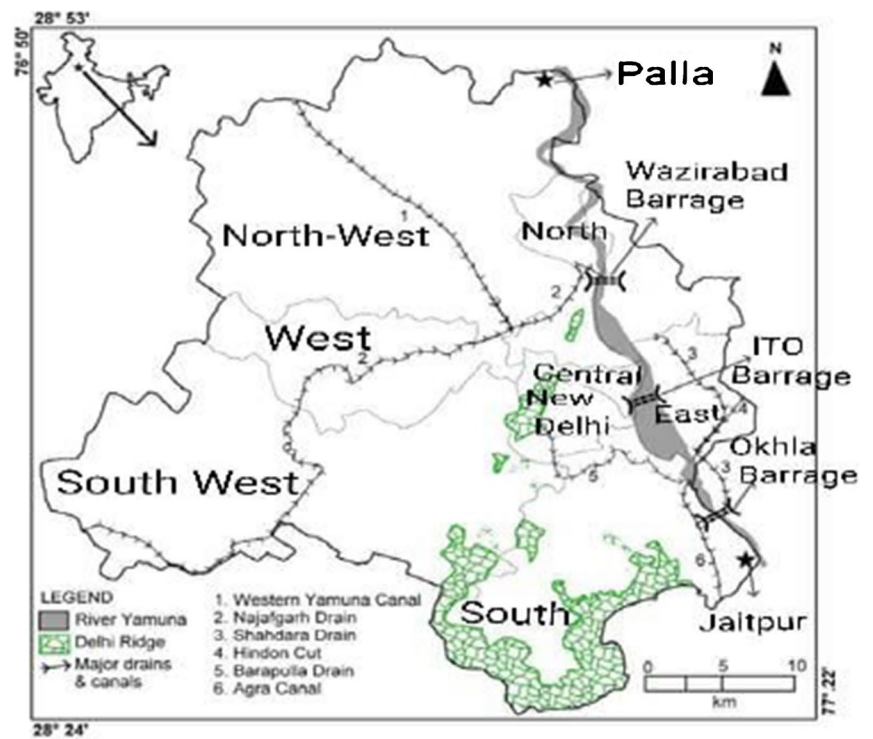 28° 53'
76° 50'
N
Palla
Wazirabad
Barrage
1
North-West
North
2
West
2
3
ITO
Barrage
Central
New
Delhi
East
4
Okhla
Barrage
South West
5
3
6
LEGEND
River Yamuna
Delhi Ridge
Major drains
& canals
1. Western Yamuna Canal
2. Najafgarh Drain
3. Shahdara Drain
4. Hindon Cut
5. Barapulla Drain
6. Agra Canal
South
Jaitpur
0 5 10
km
77°.22'
28° 24'